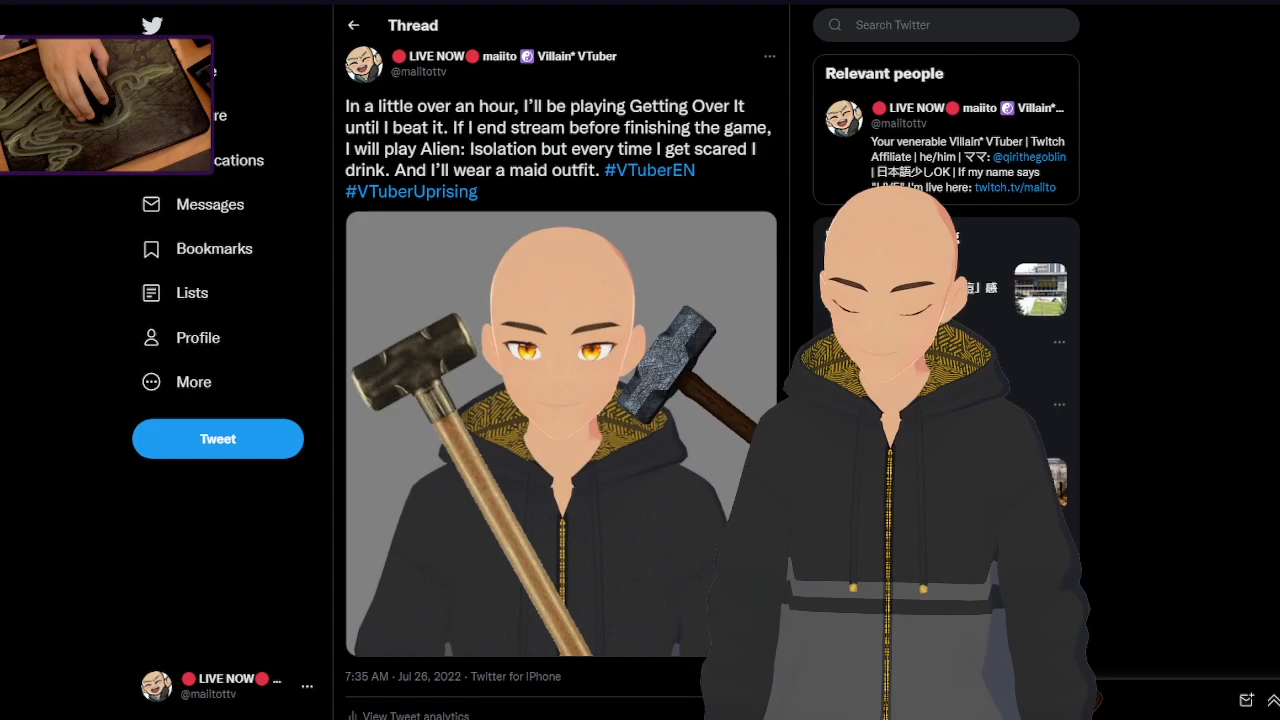 Thread
Search Twitter
🔴 LIVE NOW🔴 maiito ☯ Villain* VTuber
@maiitottv
In a little over an hour, I'll be playing Getting Over It
until I beat it. If I end stream before finishing the game,
I will play Alien: Isolation but every time I get scared I
drink. And I'll wear a maid outfit. #VTuberEN
#VTuberUprising
7:35 AM · Jul 26, 2022 · Twitter for iPhone
View Tweet analytics
Relevant people
🔴 LIVE NOW🔴 maiito ☯ Villain*...
@maiitottv
Your venerable Villain* VTuber | Twitch
Affiliate | he/him | ママ: @qirithegoblin
| 日本語少しOK | If my name says
"LIVE" I'm live here: twitch.tv/maiito
感
re
cations
Messages
Bookmarks
Lists
Profile
More
Tweet
🔴 LIVE NOW🔴 ...
@maiitottv